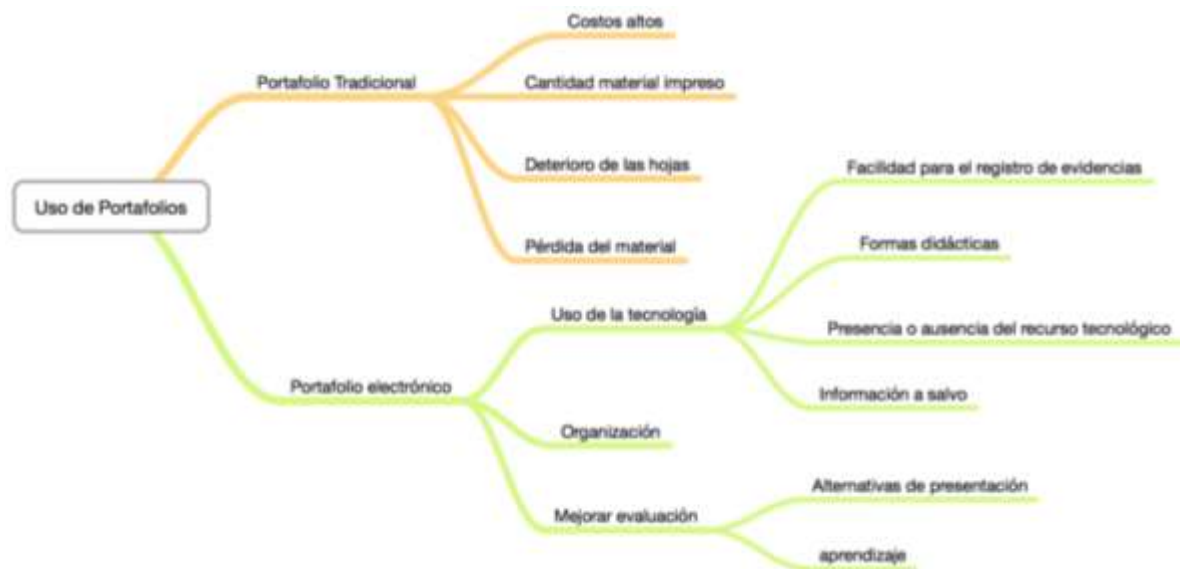 Uso de Portafolios
Portafolio Tradicional
Costos altos
Cantidad material impreso
Deterioro de las hojas
Pérdida del material
Portafolio electrónico
Uso de la tecnología
Facilidad para el registro de evidencias
Formas didácticas
Presencia o ausencia del recurso tecnológico
Información a salvo
Organización
Mejorar evaluación
Alternativas de presentación
aprendizaje